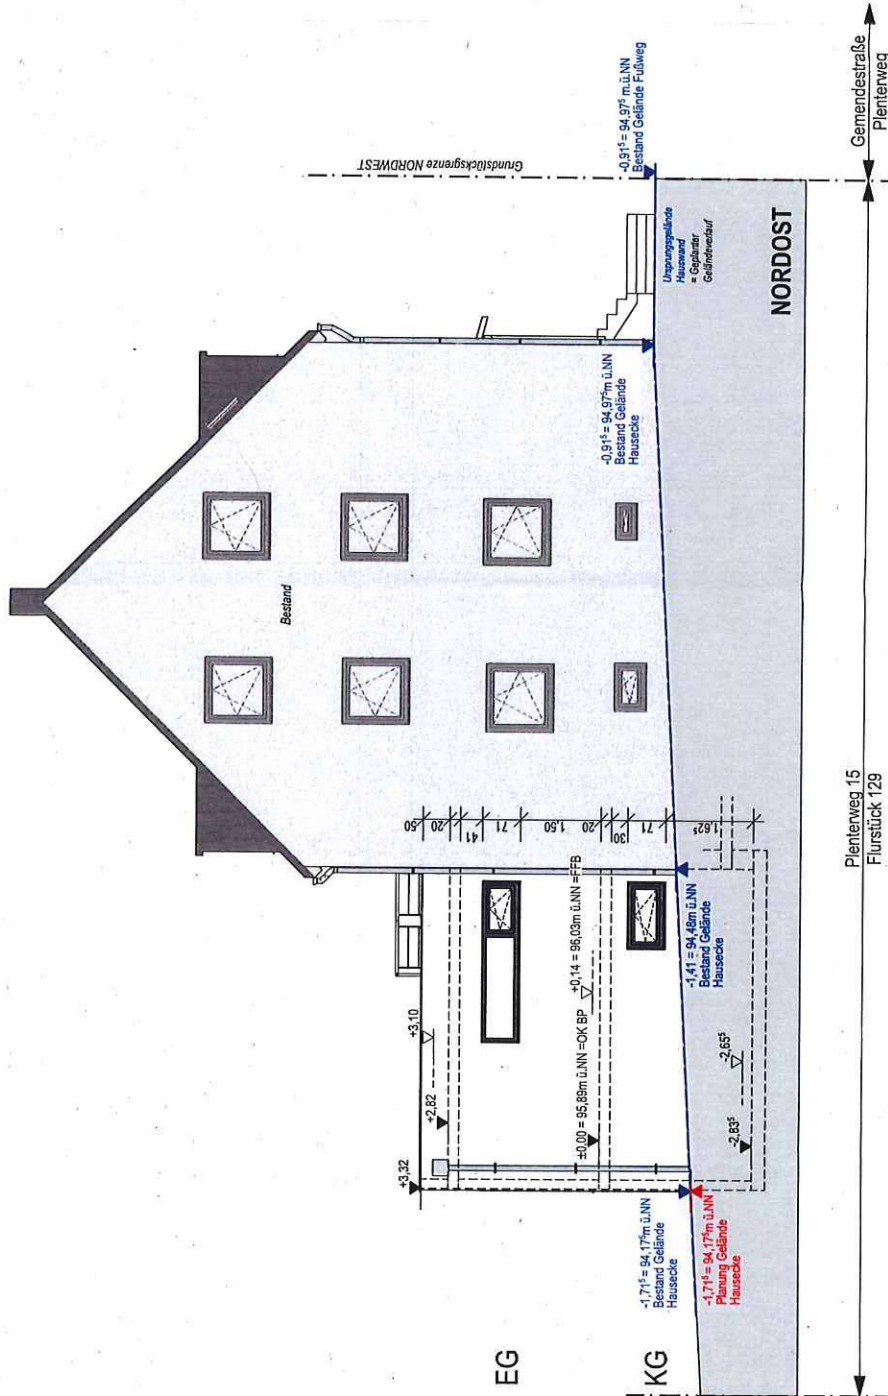 Bestand
Grundstücksgrenze NORDWEST
+3,32
+2,82
+3,10
±0,00 = 95,89m ü.NN =OK BP
+0,14 = 96,03m ü.NN =FFB
50
20
41
71
1,50
20
30
71
1,62⁵
EG
KG
-1,71⁵ = 94,17⁵m ü.NN
Bestand Gelände
Hausecke
-1,71⁵ = 94,17⁵m ü.NN
Planung Gelände
Hausecke
-2,83⁵
-2,65⁵
-1,41 = 94,48m ü.NN
Bestand Gelände
Hausecke
-0,91⁵ = 94,97⁵m ü.NN
Bestand Gelände
Hausecke
-0,91⁵ = 94,97⁵ m.ü.NN
Bestand Gelände Fußweg
Ursprungsgelände
Hauswand
= Geplanter
Geländeverlauf
NORDOST
Plenterweg 15
Flurstück 129
Gemendestraße
Plenterweg